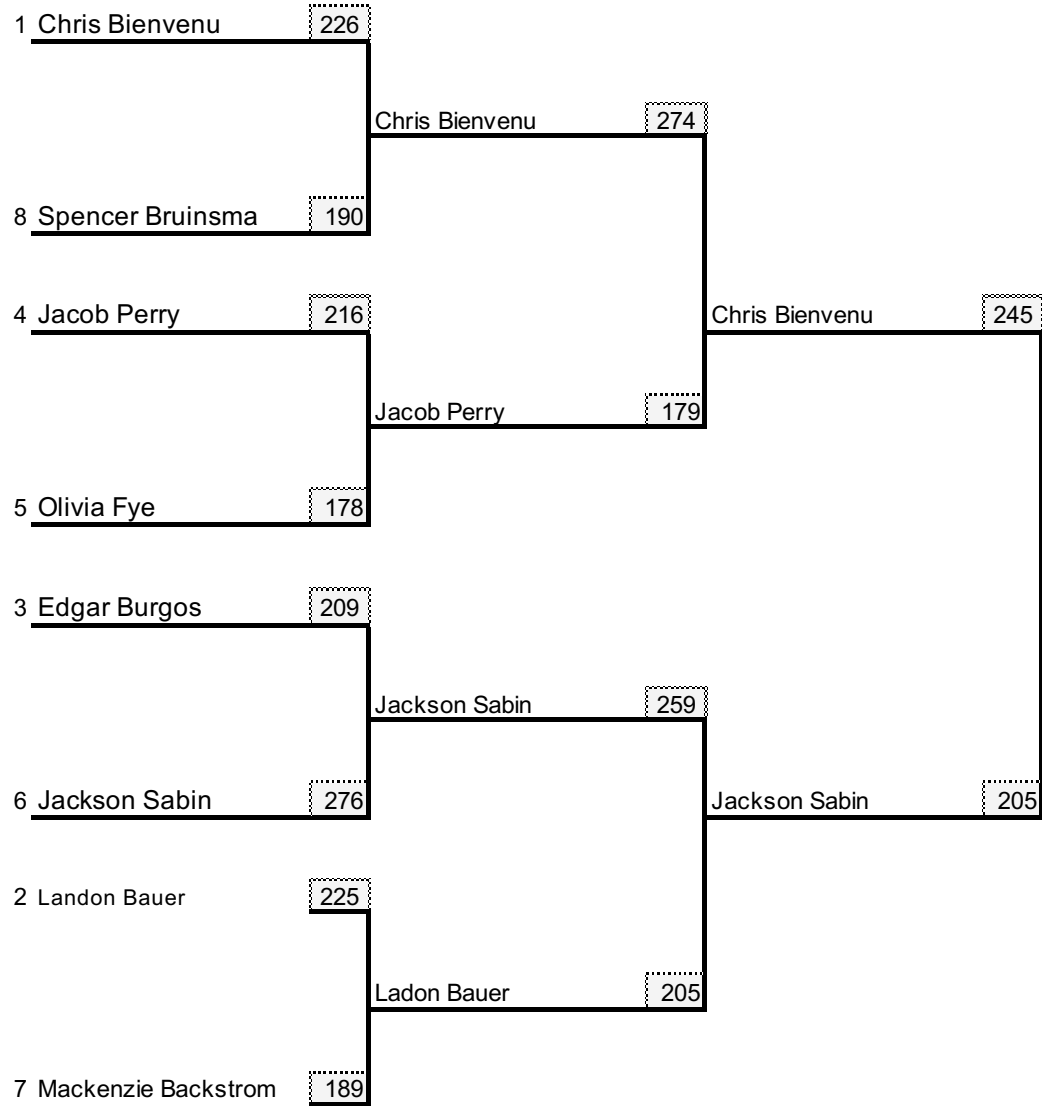 1 Chris Bienvenu 226
Chris Bienvenu 274
8 Spencer Bruinsma 190
4 Jacob Perry 216
Chris Bienvenu 245
Jacob Perry 179
5 Olivia Fye 178
3 Edgar Burgos 209
Jackson Sabin 259
6 Jackson Sabin 276
Jackson Sabin 205
2 Landon Bauer 225
Ladon Bauer 205
7 Mackenzie Backstrom 189